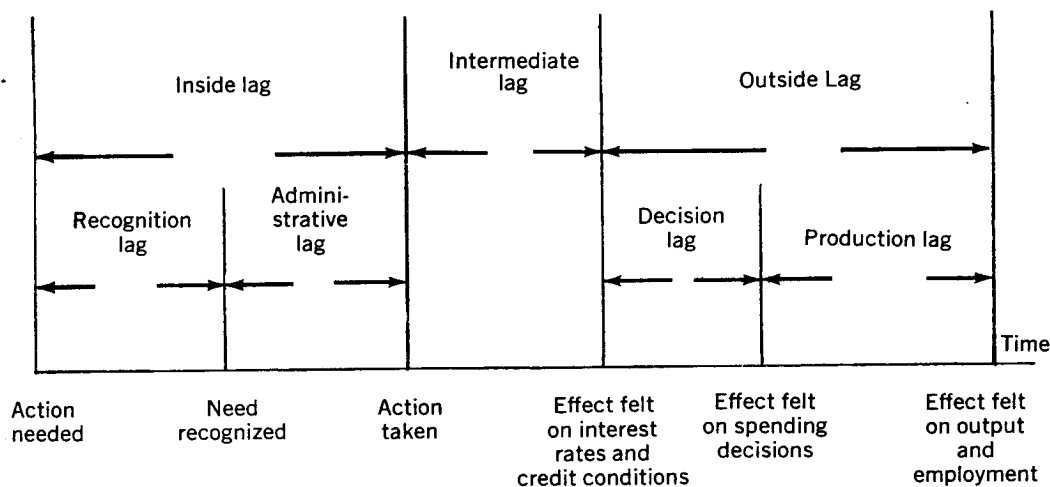 Inside lag
Intermediate
lag
Outside Lag
Recognition
lag
Admini-
strative
lag
Decision
lag
Production lag
Time
Action
needed
Need
recognized
Action
taken
Effect felt
on interest
rates and
credit conditions
Effect felt
on spending
decisions
Effect felt
on output
and
employment